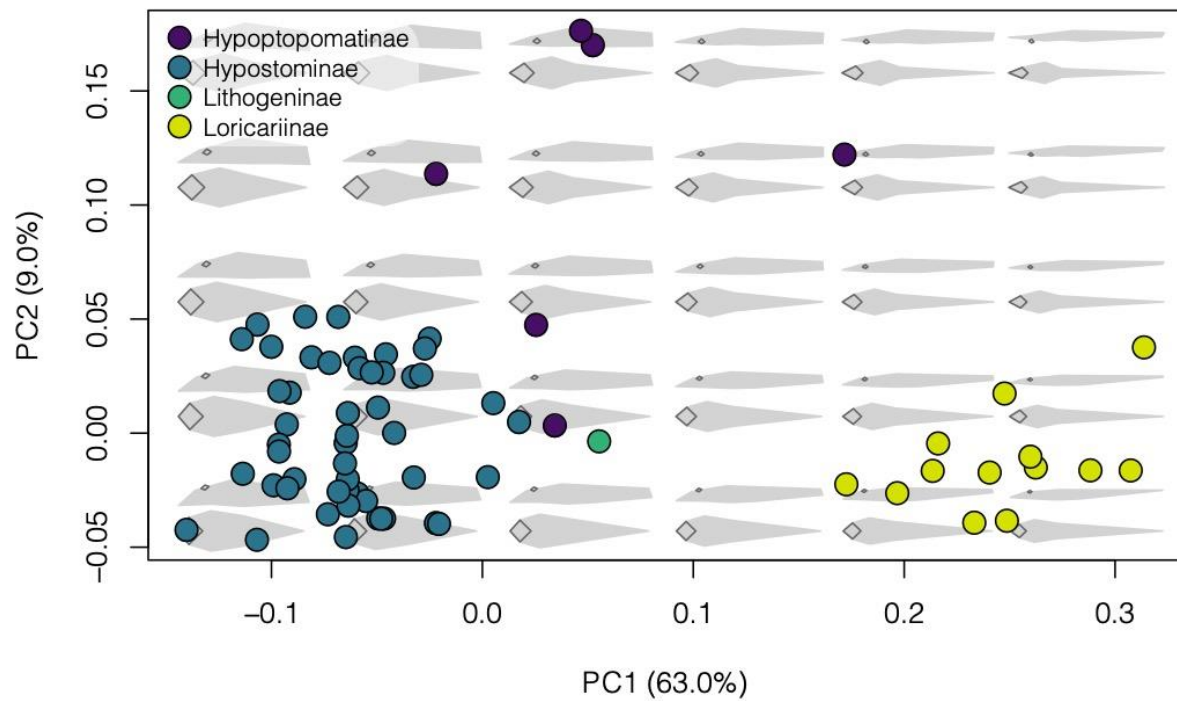 Hypoptopomatinae
Hypostominae
Lithogeninae
Loricariinae
0.15
0.10
0.05
0.00
−0.05
PC2 (9.0%)
−0.1 0.0 0.1 0.2 0.3
PC1 (63.0%)